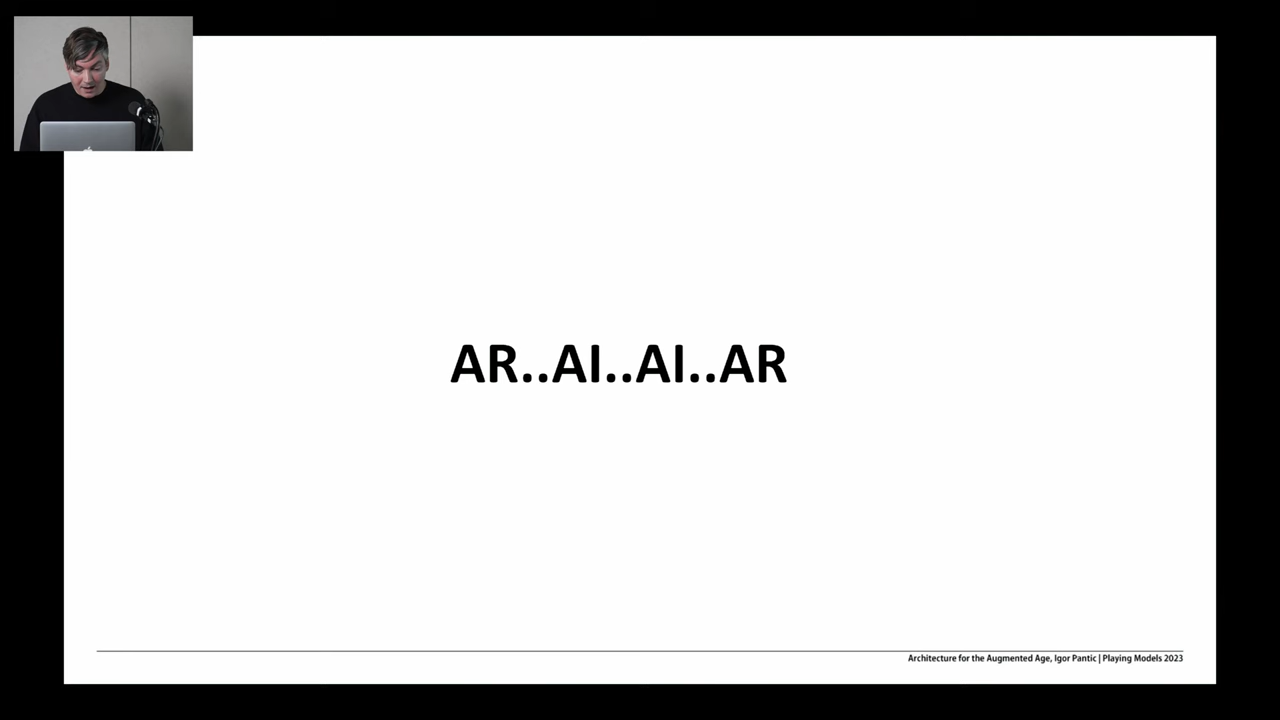 AR..AI..AI..AR
Architecture for the Augmented Age, Igor Pantic | Playing Models 2023